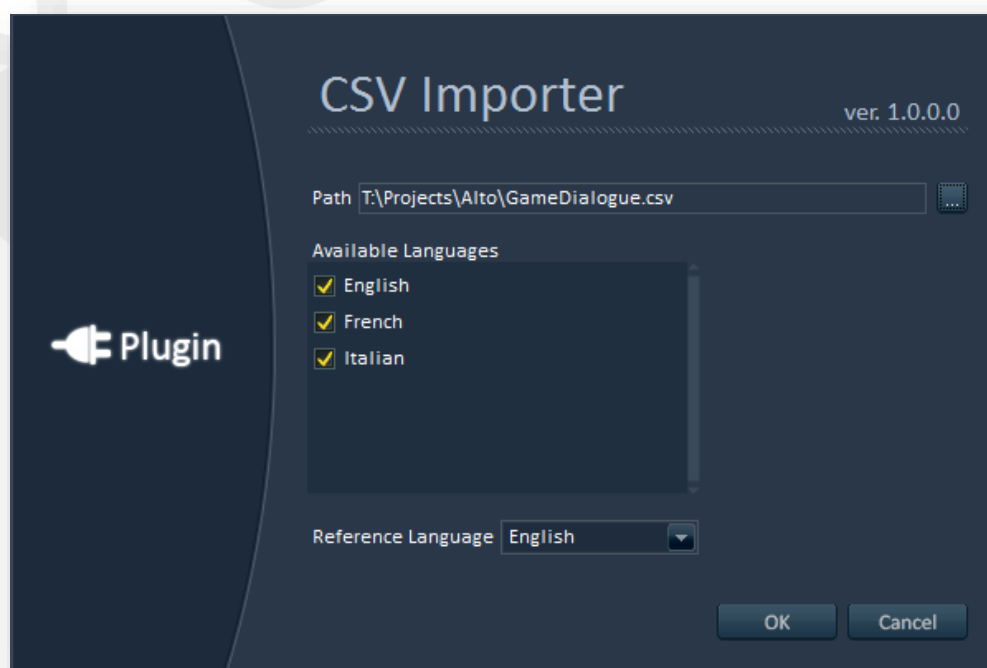 CSV Importer
ver. 1.0.0.0
Path T:\Projects\Alto\GameDialogue.csv ...
Available Languages
English
French
Italian
Plugin
Reference Language English
OK Cancel